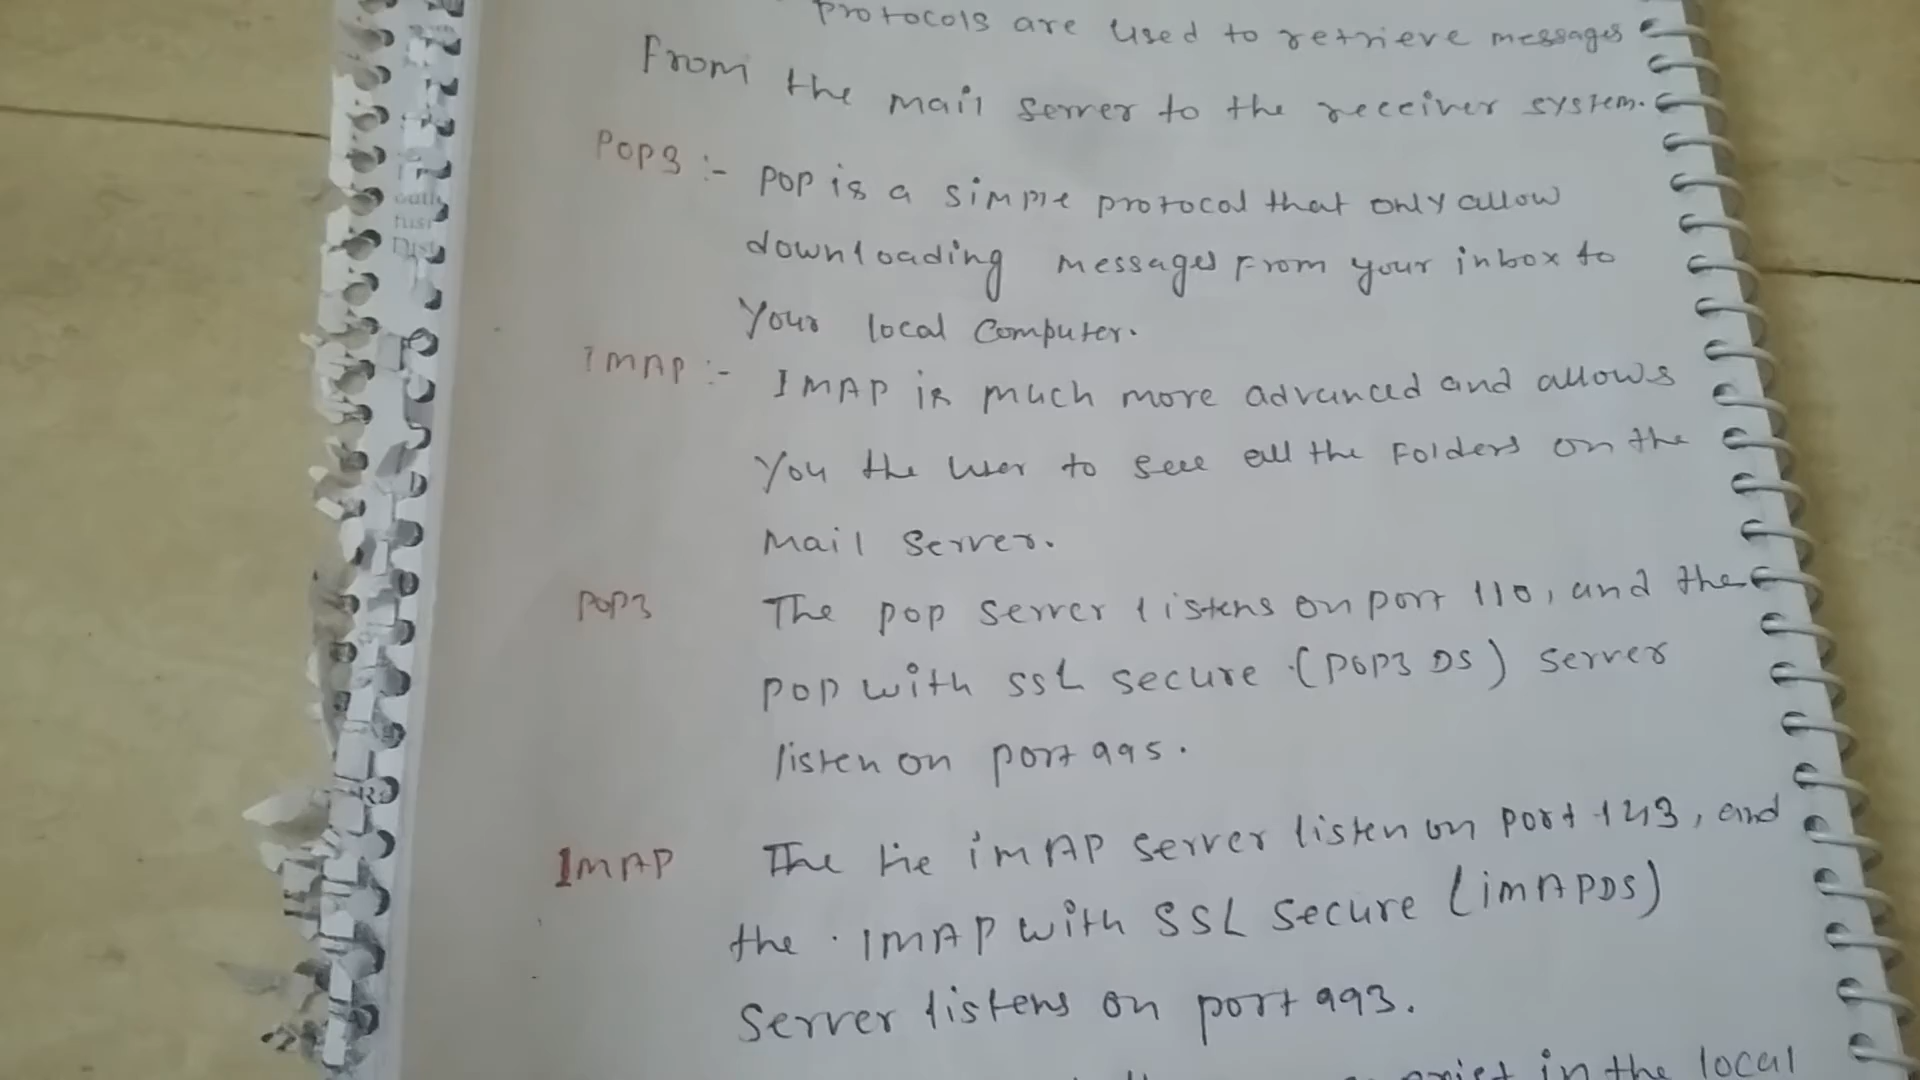 protocols are used to retrieve messages
From the mail server to the receiver system.
POP3 :- POP is a simple protocol that only allow
downloading messages From your inbox to
Your local Computer.
IMAP :- IMAP is much more advanced and allows
You the user to see all the Folders on the
Mail Server.
POP3 The pop server listens on port 110, and the
pop with SSL secure (POP3 DS) server
listen on port 995.
IMAP The tie imAP server listen on port 143, and
the . IMAP with SSL Secure (imAPDS)
Server listens on port 993.
in the local